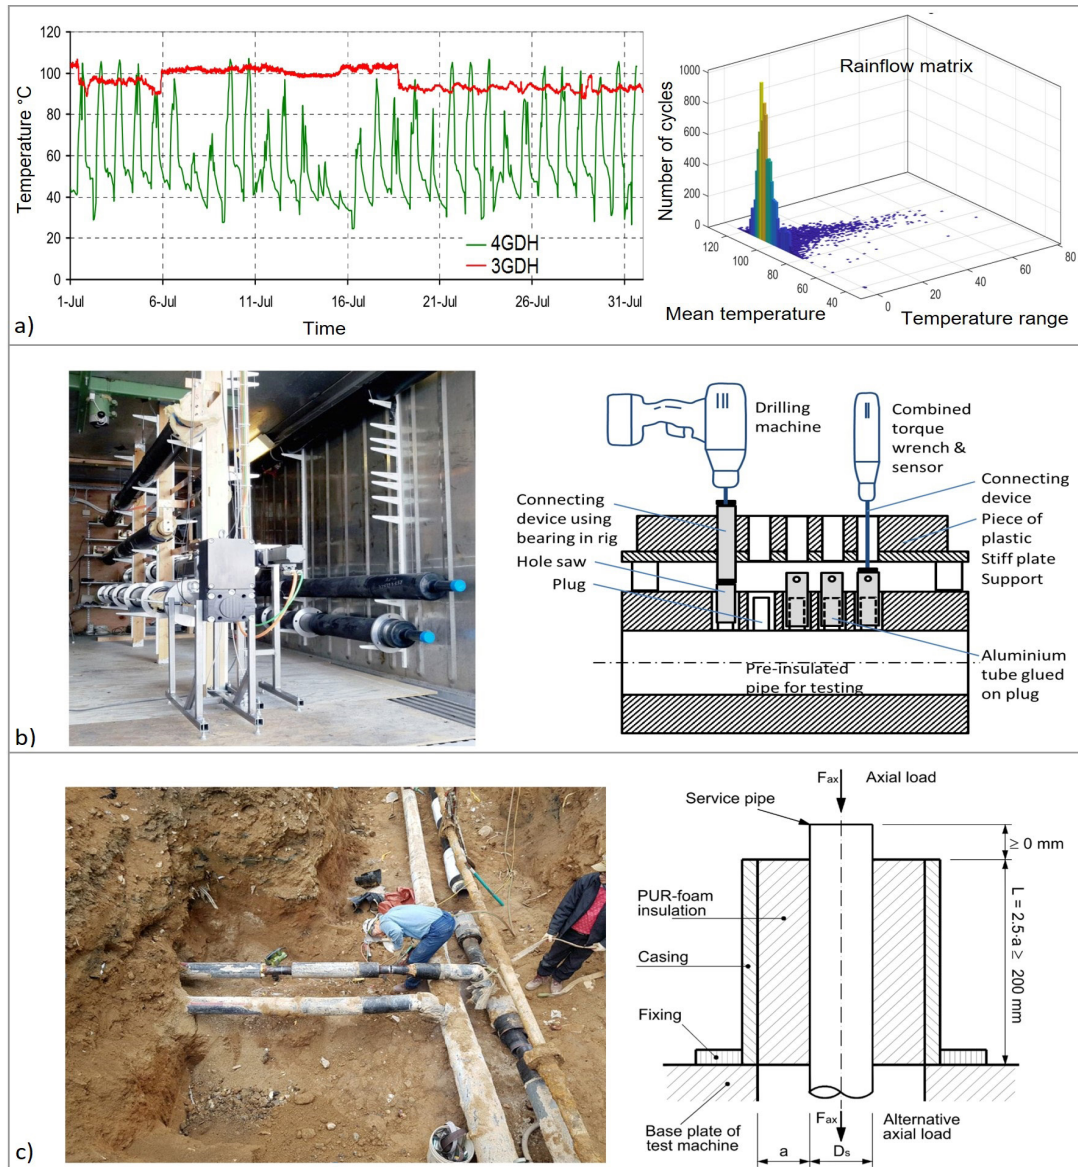 120
100
80
60
40
20
0
Temperature °C
4GDH
3GDH
1-Jul
6-Jul
11-Jul
16-Jul
21-Jul
26-Jul
31-Jul
Time
a)
Rainflow matrix
Number of cycles
1000
800
600
400
200
0
120
100
80
60
40
Mean temperature
0
20
40
60
80
Temperature range
b)
Drilling
machine
Combined
torque
wrench &
sensor
Connecting
device using
bearing in rig
Hole saw
Plug
Connecting
device
Piece of
plastic
Stiff plate
Support
Pre-insulated
pipe for testing
Aluminium
tube glued
on plug
c)
Fax
Axial load
Service pipe
≥ 0 mm
PUR-foam
insulation
L = 2.5·a ≥ 200 mm
Casing
Fixing
Base plate of
test machine
Fax
Alternative
axial load
a
Ds